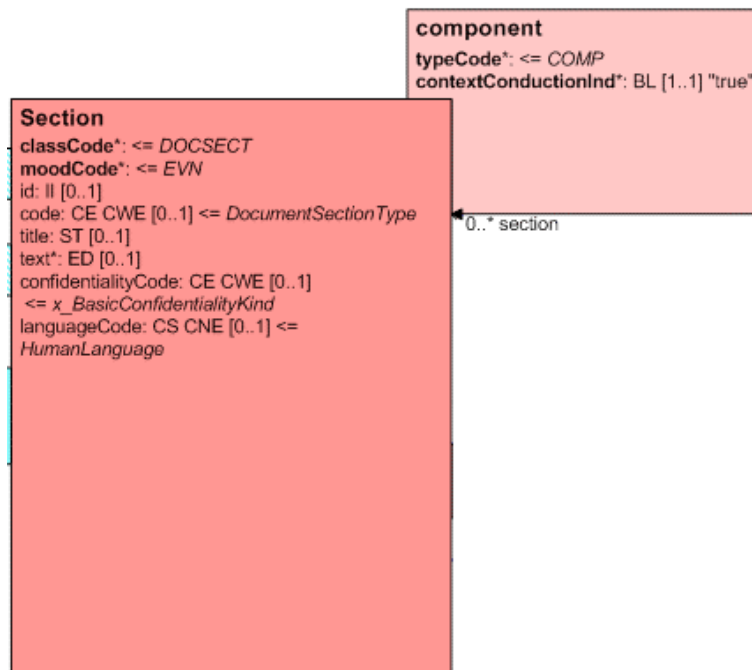 component
typeCode*: <= COMP
contextConductionInd*: BL [1..1] "true"
Section
classCode*: <= DOCSECT
moodCode*: <= EVN
id: II [0..1]
code: CE CWE [0..1] <= DocumentSectionType
title: ST [0..1]
text*: ED [0..1]
confidentialityCode: CE CWE [0..1]
<= x_BasicConfidentialityKind
languageCode: CS CNE [0..1] <=
HumanLanguage
0..* section